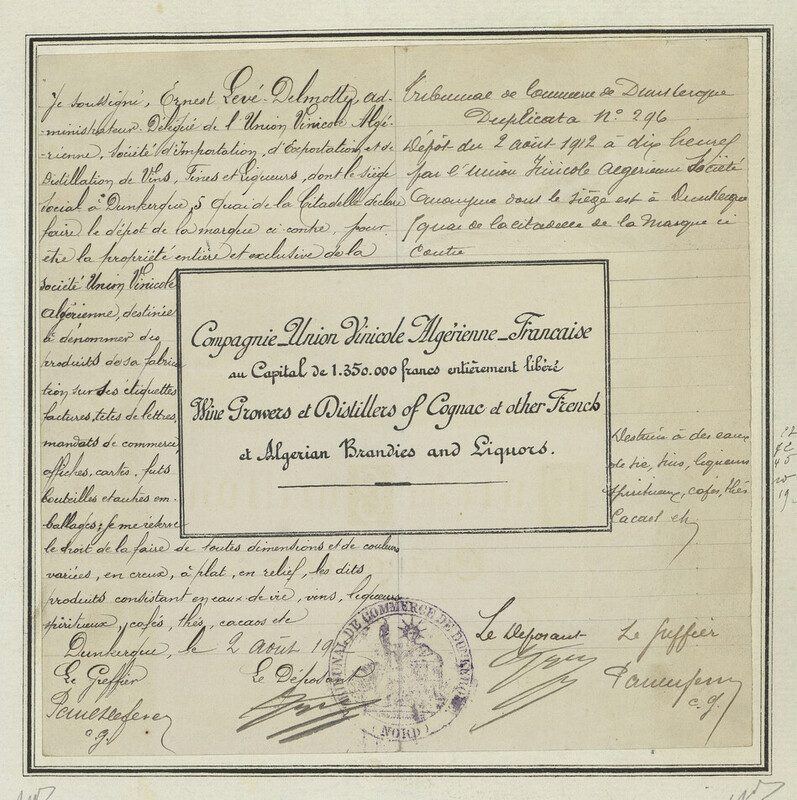 Je soussigné, Ernest Levé-Delmotte, ad-
-ministrateur Délégué de l'Union Vinicole Algé-
-rienne, société d'Importation, d'Exportation et de
Distillation de Vins, Fines et Liqueurs, dont le siège
social à Dunkerque, 5 Quai de la Citadelle déclare
faire le dépôt de la marque ci contre, pour
être la propriété entière et exclusive de la
société Union Vinicole
algérienne, destinée
à dénommer des
produits de sa fabrica
tion sur ses étiquettes
factures, têtes de lettres,
mandats de commerce,
affiches, cartes, futs
bouteilles et autres em-
ballages; je me réserve
le droit de la faire de toutes dimensions et de couleurs
variées, en creux, à plat, en relief, les dits
produits consistant en eaux de vie, vins, liqueurs
spiritueux, cafés, thés, cacaos etc
Dunkerque, le 2 août 19
Le Greffier
Le Déposant
c.g.
Tribunal de Commerce de Dunkerque
Duplicata N° 296
Dépôt du 2 août 1912 à dix heures
par l'Union Vinicole Algérienne Société
anonyme dont le siège est à Dunkerque
5 quai de la citadelle de la Marque ci
contre
Compagnie_Union Vinicole Algérienne_Francaise
au Capital de 1.350.000 francs entièrement libéré
Wine Growers et Distillers of Cognac et other French
et Algerian Brandies and Liquors.
Destinée à des eaux
de vie, vins, liqueurs
spiritueux, cafés, thés
Cacaos etc
Le Déposant
Le Greffier
c.g.
TRIBUNAL DE COMMERCE DE DUNKERQUE
(NORD)